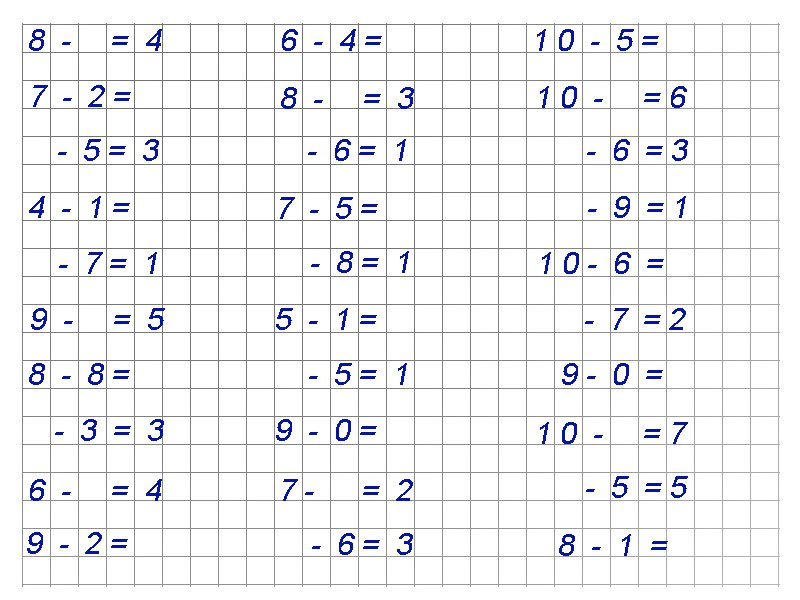 8 -   = 4   6 - 4 =   10 - 5 =
7 - 2 =   8 -   = 3   10 -   = 6
- 5 = 3   - 6 = 1   - 6 = 3
4 - 1 =   7 - 5 =   - 9 = 1
- 7 = 1   - 8 = 1   10 - 6 =
9 -   = 5   5 - 1 =   - 7 = 2
8 - 8 =   - 5 = 1   9 - 0 =
- 3 = 3   9 - 0 =   10 -   = 7
6 -   = 4   7 -   = 2   - 5 = 5
9 - 2 =   - 6 = 3   8 - 1 =